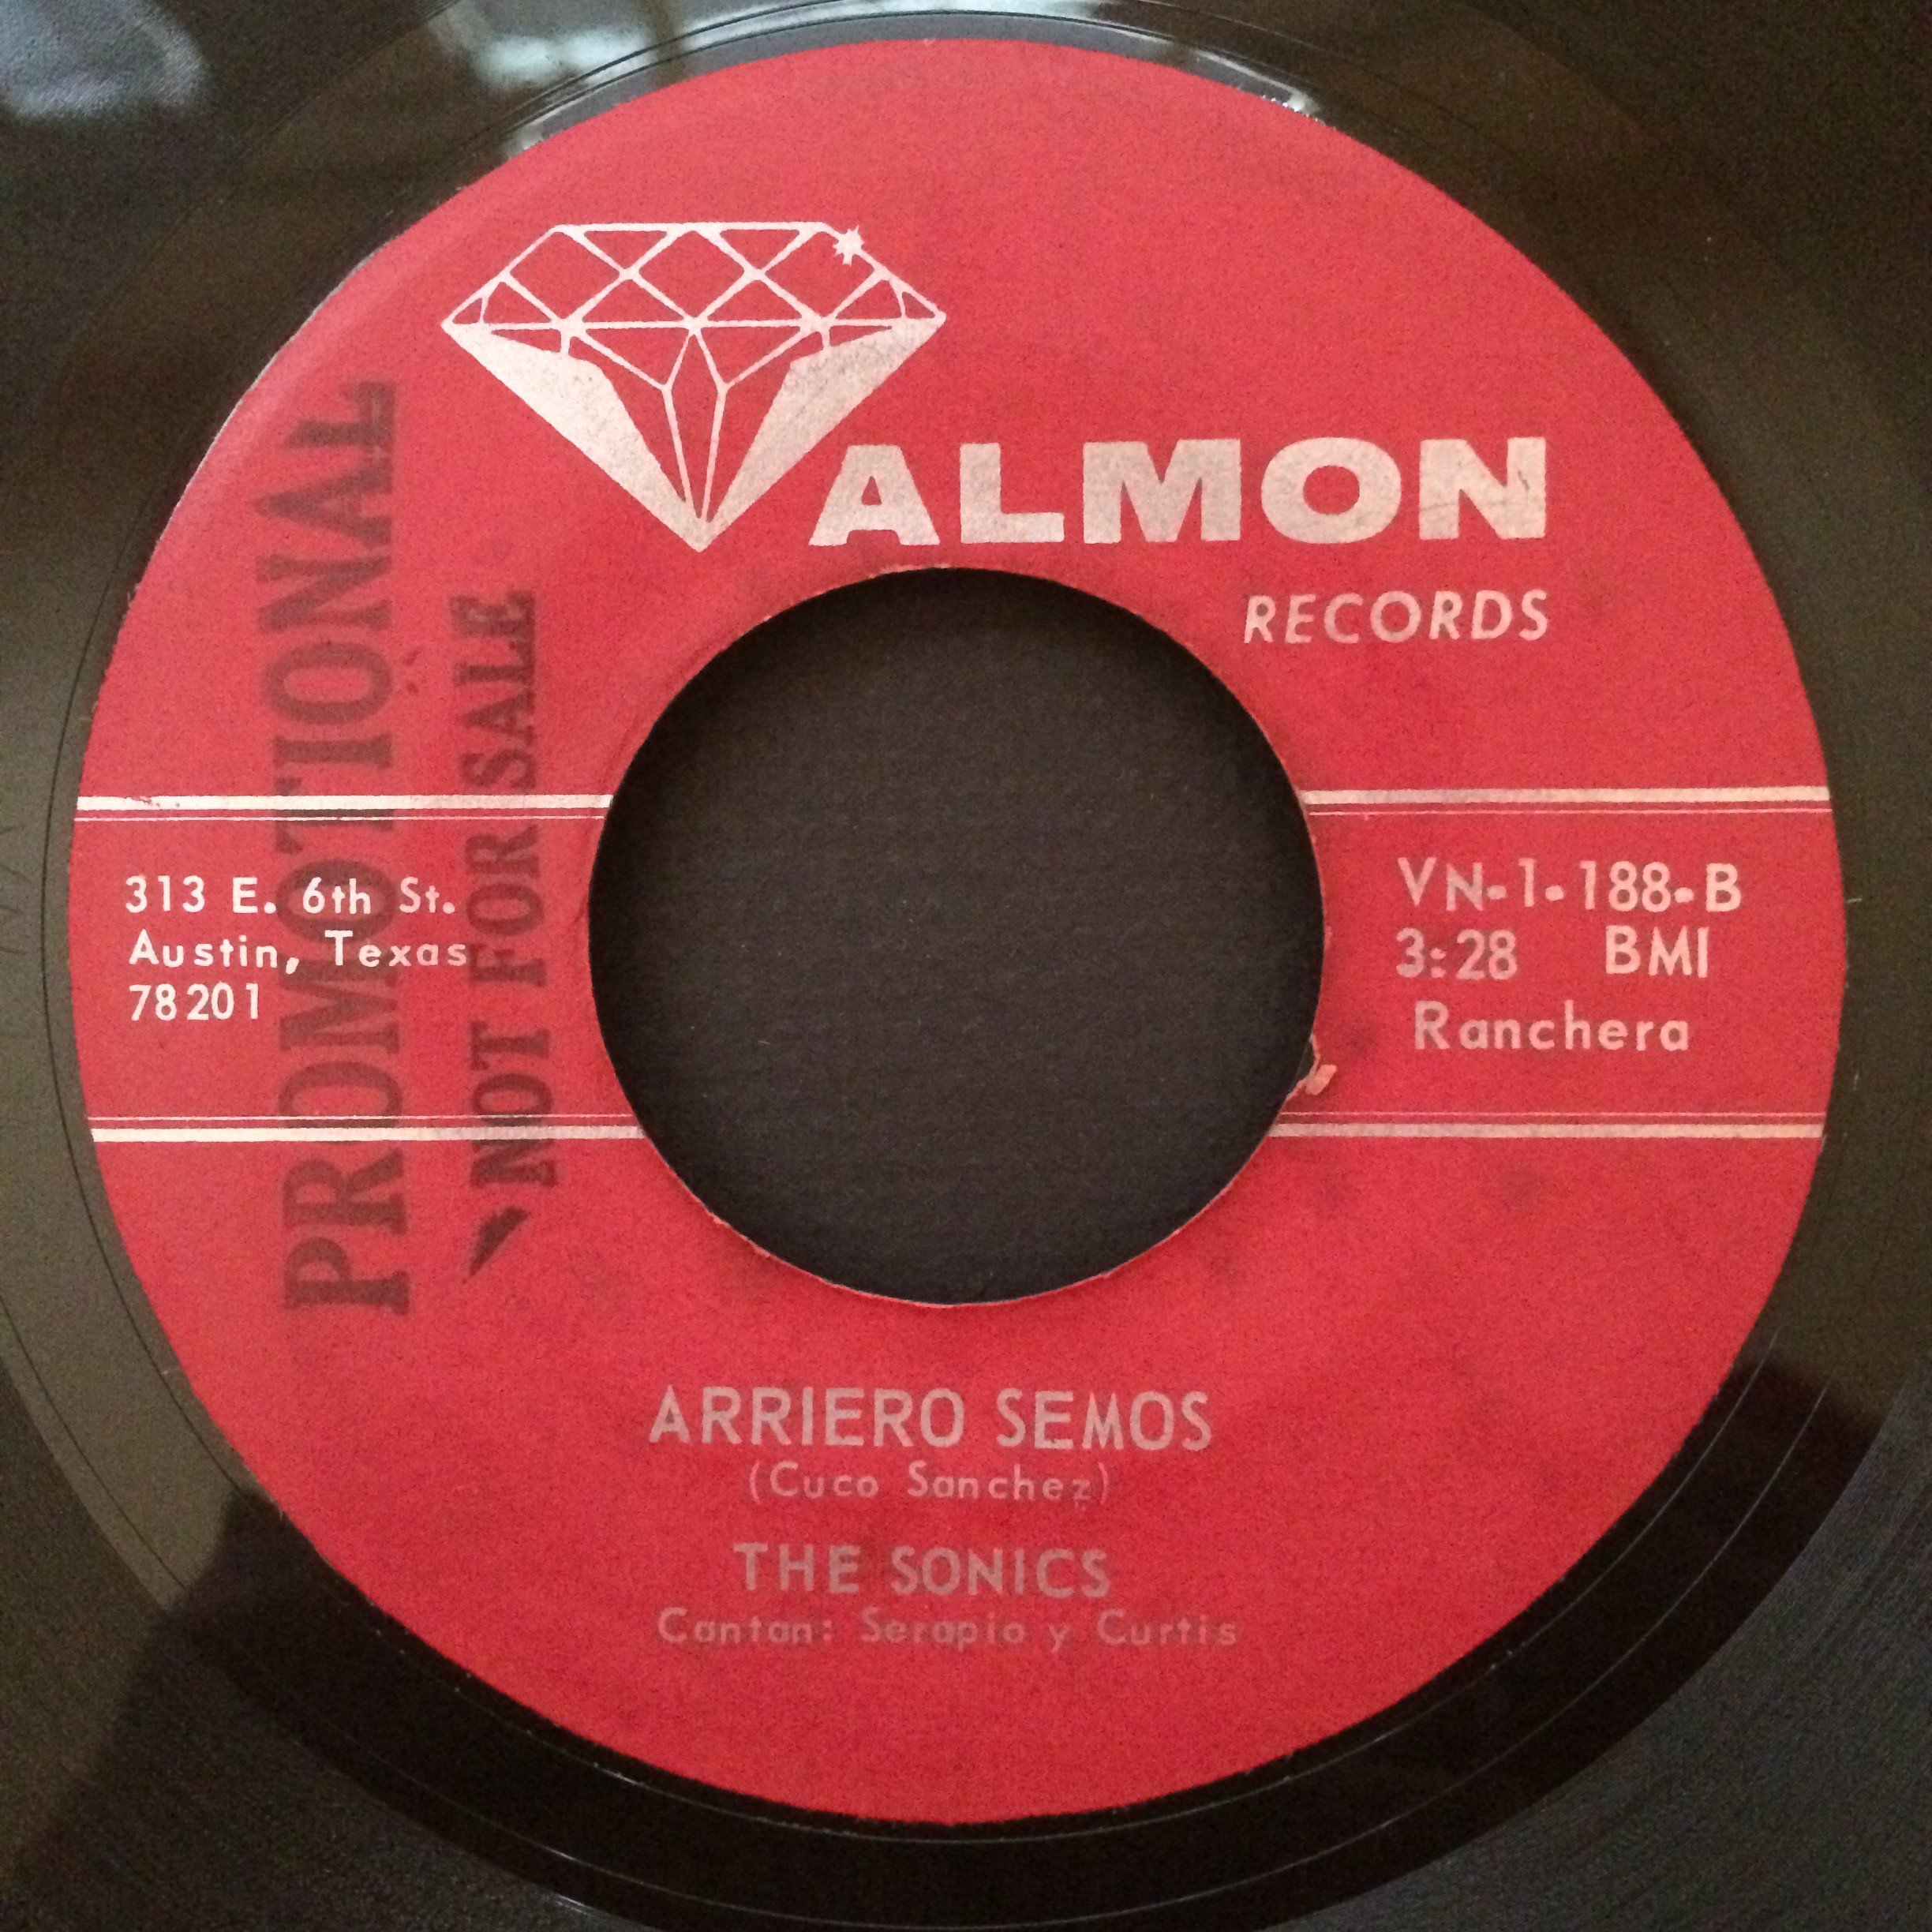 VALMON
RECORDS
PROMOTIONAL
NOT FOR SALE
313 E. 6th St.
Austin, Texas
78201
VN-1-188-B
3:28 BMI
Ranchera
ARRIERO SEMOS
(Cuco Sanchez)
THE SONICS
Cantan: Serapio y Curtis